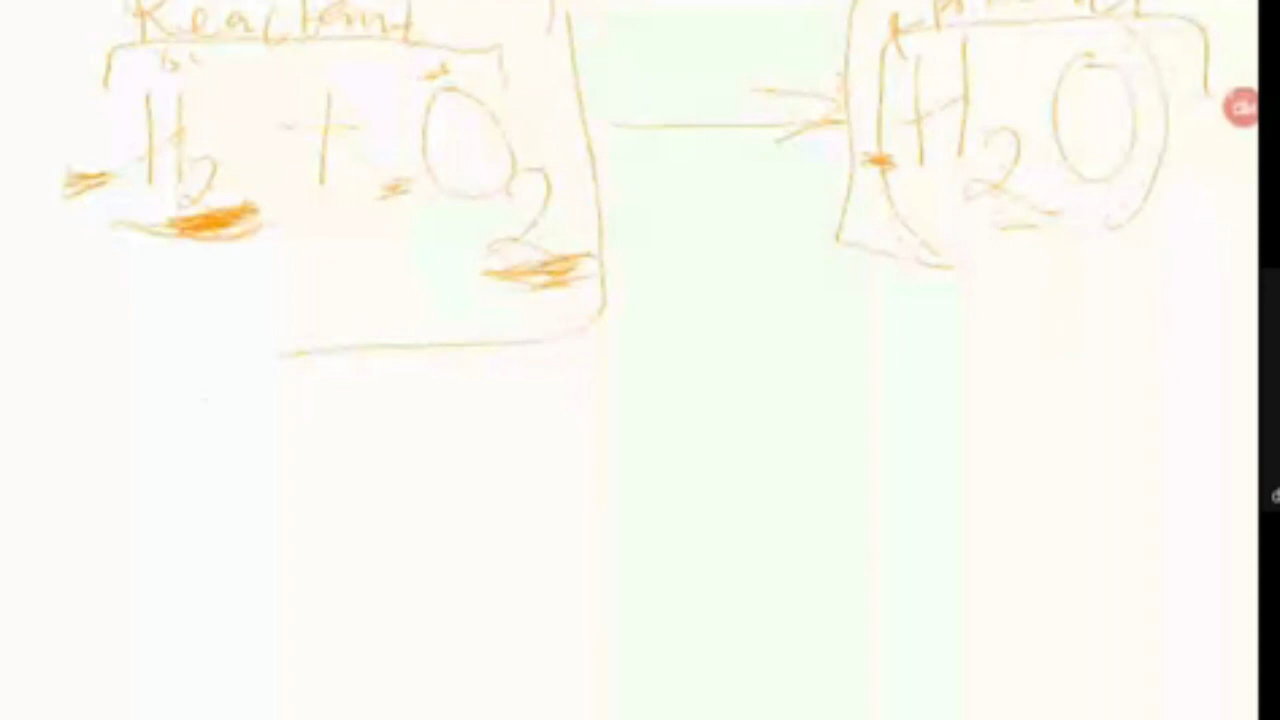 Reactant
H2 + O2 → H2O